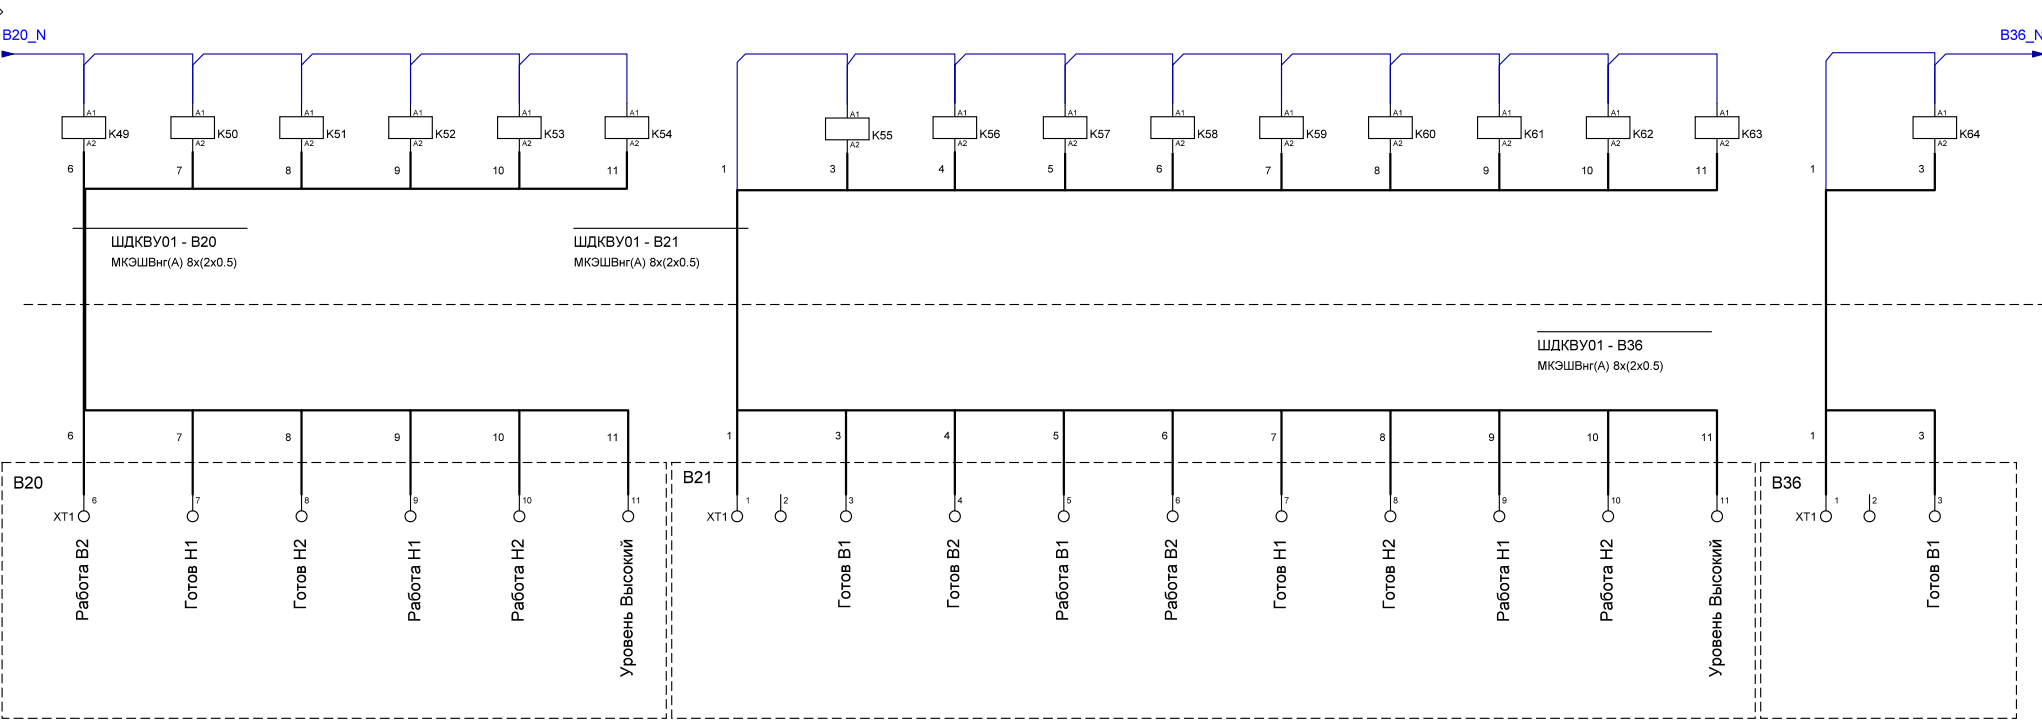 B20_N
B36_N
A1 A1 A1 A1 A1 A1 A1 A1 A1 A1 A1 A1 A1 A1 A1 A1
K49 K50 K51 K52 K53 K54 K55 K56 K57 K58 K59 K60 K61 K62 K63 K64
A2 A2 A2 A2 A2 A2 A2 A2 A2 A2 A2 A2 A2 A2 A2 A2
6 7 8 9 10 11 1 3 4 5 6 7 8 9 10 11 1 3
ШДКВУ01 - В20
МКЭШВнг(А) 8х(2х0.5)
ШДКВУ01 - В21
МКЭШВнг(А) 8х(2х0.5)
ШДКВУ01 - В36
МКЭШВнг(А) 8х(2х0.5)
6 7 8 9 10 11 1 3 4 5 6 7 8 9 10 11 1 3
В20
6 7 8 9 10 11
XT1
Работа В2
Готов Н1
Готов Н2
Работа Н1
Работа Н2
Уровень Высокий
В21
1 2 3 4 5 6 7 8 9 10 11
XT1
Готов В1
Готов В2
Работа В1
Работа В2
Готов Н1
Готов Н2
Работа Н1
Работа Н2
Уровень Высокий
В36
1 2 3
XT1
Готов В1